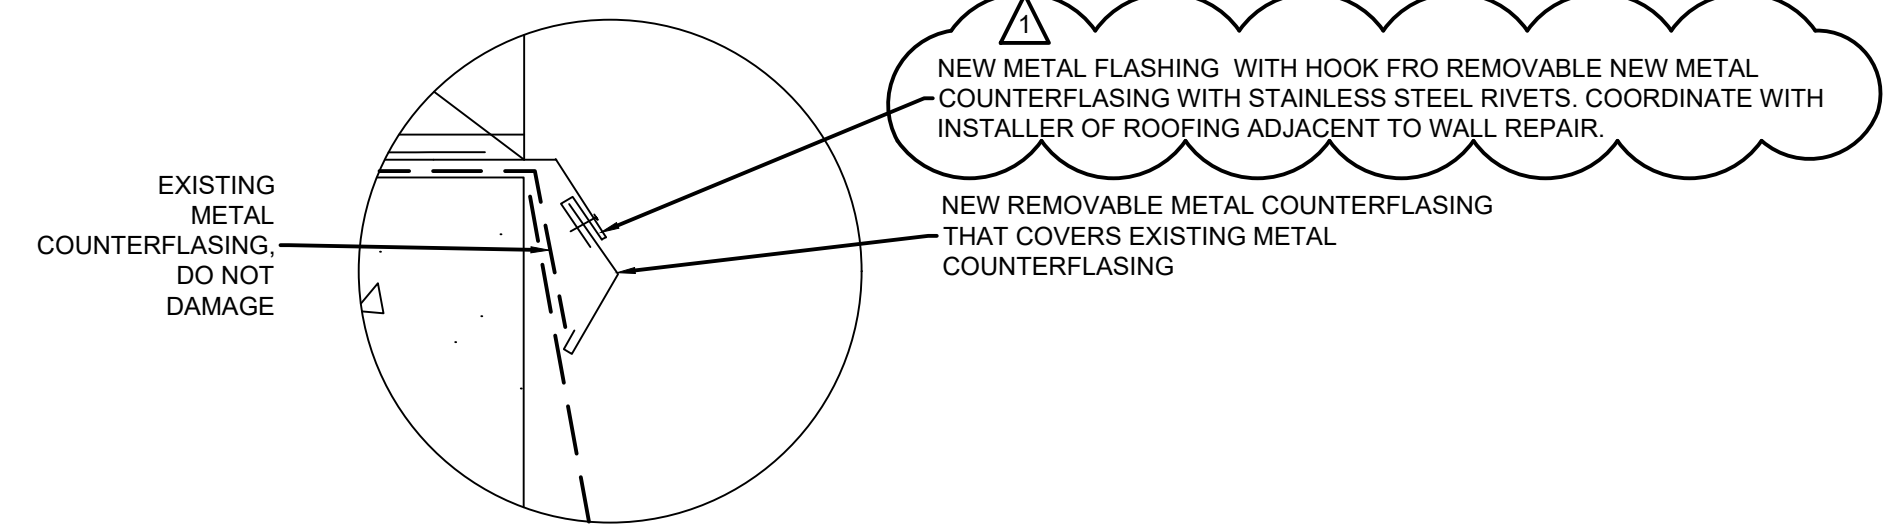 1
NEW METAL FLASHING WITH HOOK FRO REMOVABLE NEW METAL
COUNTERFLASING WITH STAINLESS STEEL RIVETS. COORDINATE WITH
INSTALLER OF ROOFING ADJACENT TO WALL REPAIR.
EXISTING
METAL
COUNTERFLASING,
DO NOT
DAMAGE
NEW REMOVABLE METAL COUNTERFLASING
THAT COVERS EXISTING METAL
COUNTERFLASING